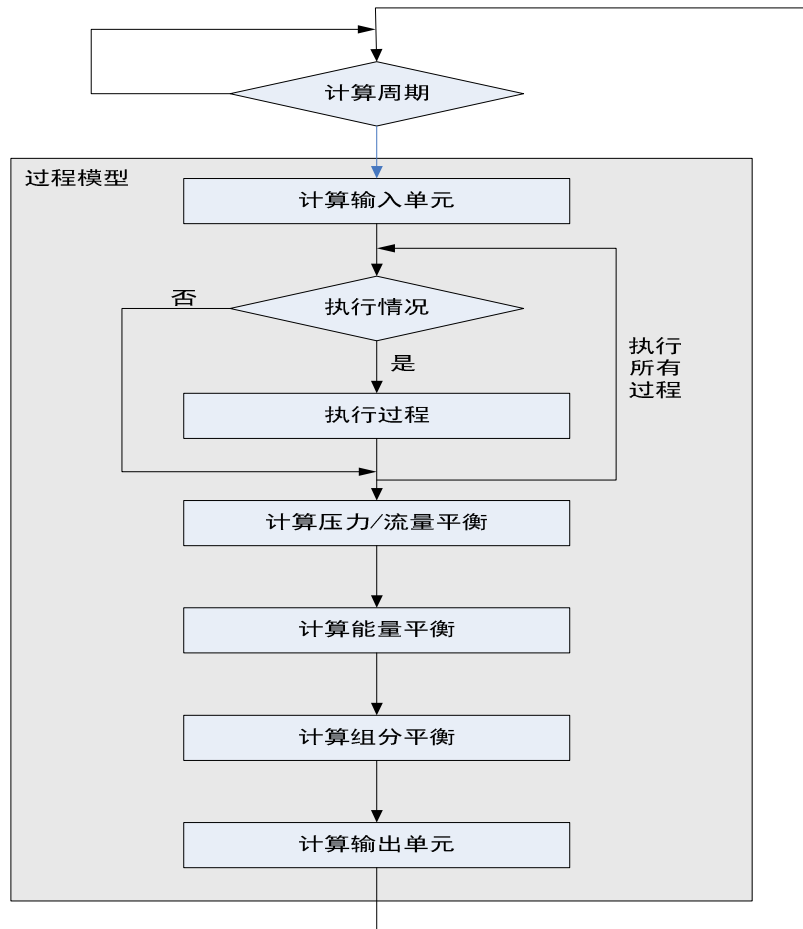 计算周期
过程模型
计算输入单元
执行情况
否
是
执行
所有
过程
执行过程
计算压力/流量平衡
计算能量平衡
计算组分平衡
计算输出单元